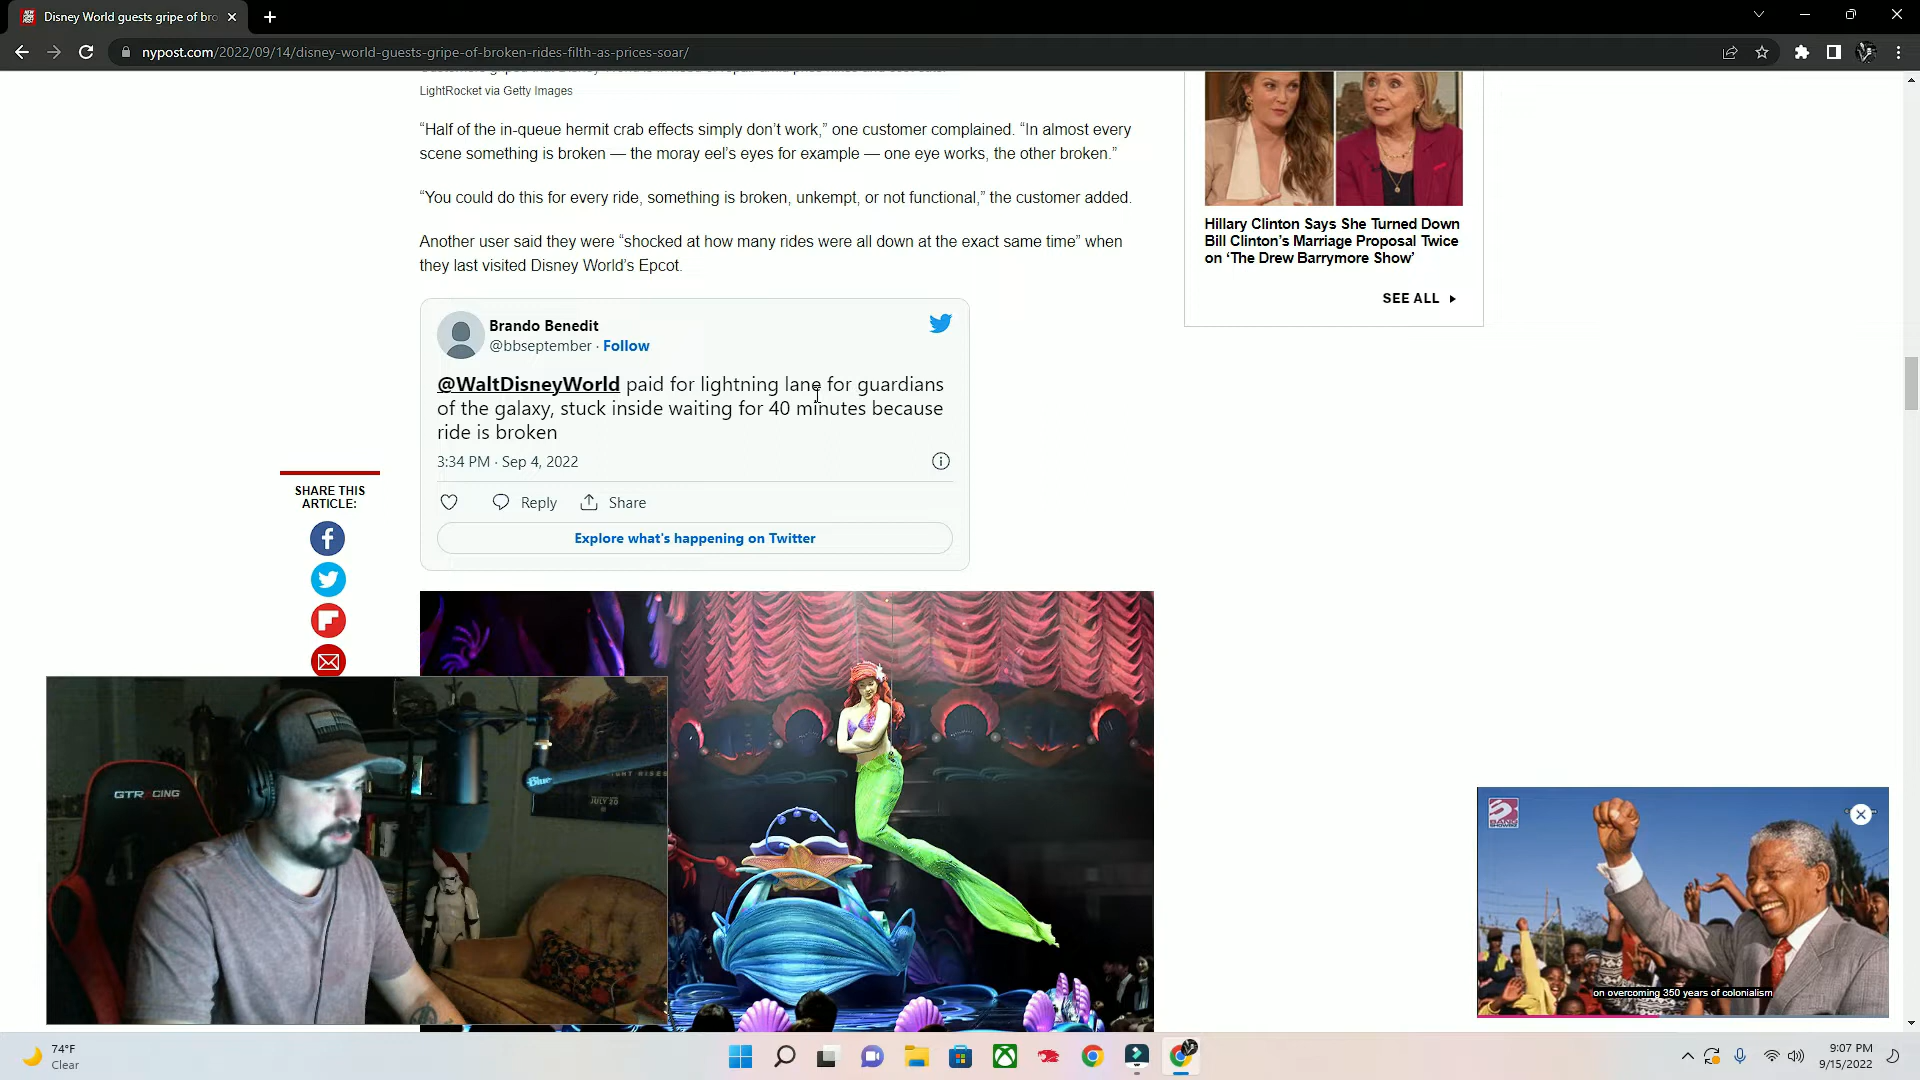 Disney World guests gripe of bro
nypost.com/2022/09/14/disney-world-guests-gripe-of-broken-rides-filth-as-prices-soar/
LightRocket via Getty Images
“Half of the in-queue hermit crab effects simply don’t work,” one customer complained. “In almost every
scene something is broken — the moray eel’s eyes for example — one eye works, the other broken.”
“You could do this for every ride, something is broken, unkempt, or not functional,” the customer added.
Another user said they were “shocked at how many rides were all down at the exact same time” when
they last visited Disney World’s Epcot.
Brando Benedit
@bbseptember · Follow
@WaltDisneyWorld paid for lightning lane for guardians
of the galaxy, stuck inside waiting for 40 minutes because
ride is broken
3:34 PM · Sep 4, 2022
Reply
Share
Explore what's happening on Twitter
SHARE THIS
ARTICLE:
Hillary Clinton Says She Turned Down
Bill Clinton’s Marriage Proposal Twice
on ‘The Drew Barrymore Show’
SEE ALL
GTRACING
Blue
JULY 20
on overcoming 350 years of colonialism
74°F
Clear
9:07 PM
9/15/2022